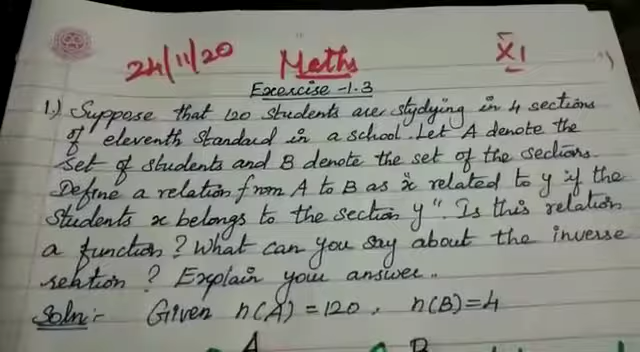 24/11/20 Maths XI
Exercise -1.3
1.) Suppose that 120 students are studying in 4 sections
of eleventh standard in a school. Let A denote the
set of students and B denote the set of the sections.
Define a relation from A to B as "x related to y if the
students x belongs to the section y". Is this relation
a function? What can you say about the inverse
relation? Explain your answer.
Soln:- Given n(A) = 120, n(B) = 4
A B